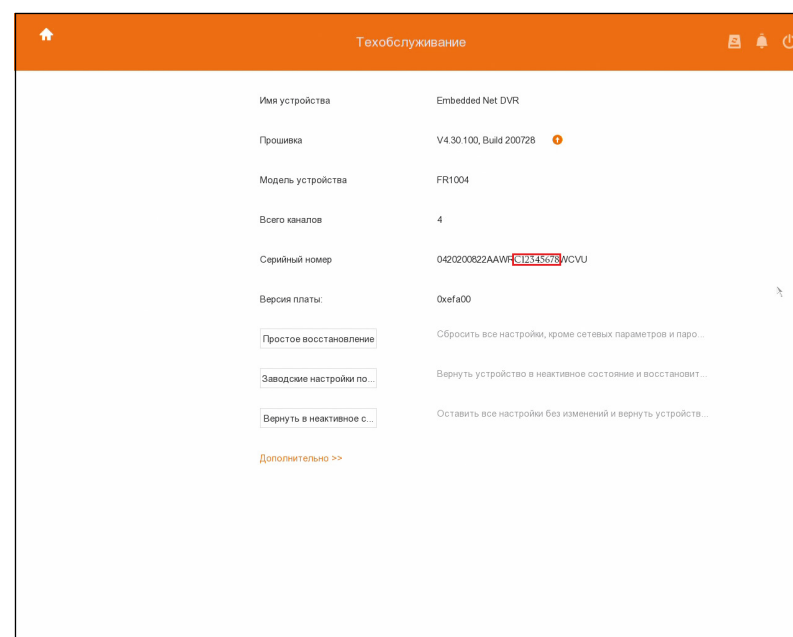 Техобслуживание
Имя устройства Embedded Net DVR
Прошивка V4.30.100, Build 200728
Модель устройства FR1004
Всего каналов 4
Серийный номер 0420200822AAWRC12345678WCVU
Версия платы: 0xefa00
Простое восстановление Сбросить все настройки, кроме сетевых параметров и паро...
Заводские настройки по... Вернуть устройство в неактивное состояние и восстановит...
Вернуть в неактивное с... Оставить все настройки без изменений и вернуть устройств...
Дополнительно >>